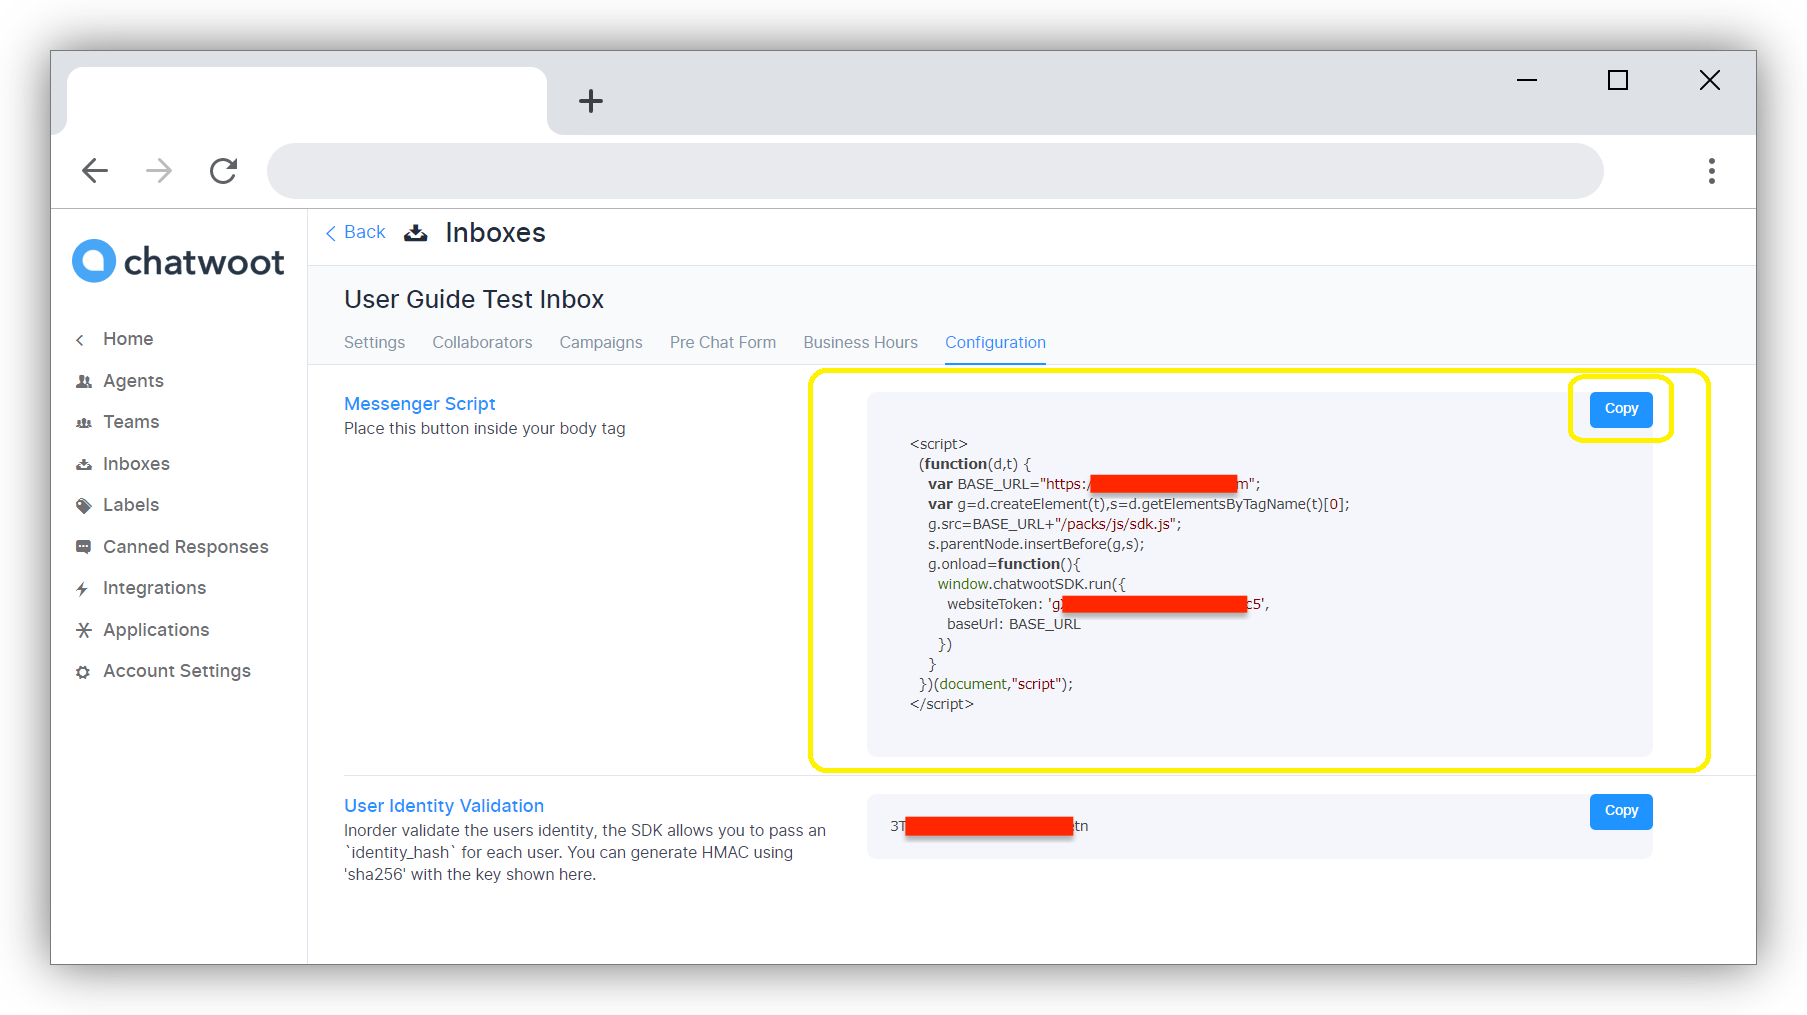 chatwoot
Home
Agents
Teams
Inboxes
Labels
Canned Responses
Integrations
Applications
Account Settings
Back Inboxes
User Guide Test Inbox
Settings Collaborators Campaigns Pre Chat Form Business Hours Configuration
Messenger Script
Place this button inside your body tag
Copy
<script>
(function(d,t) {
var BASE_URL="https:/ m";
var g=d.createElement(t),s=d.getElementsByTagName(t)[0];
g.src=BASE_URL+"/packs/js/sdk.js";
s.parentNode.insertBefore(g,s);
g.onload=function(){
window.chatwootSDK.run({
websiteToken: 'g c5',
baseUrl: BASE_URL
})
}
})(document,"script");
</script>
User Identity Validation
Inorder validate the users identity, the SDK allows you to pass an
`identity_hash` for each user. You can generate HMAC using
'sha256' with the key shown here.
3T tn
Copy